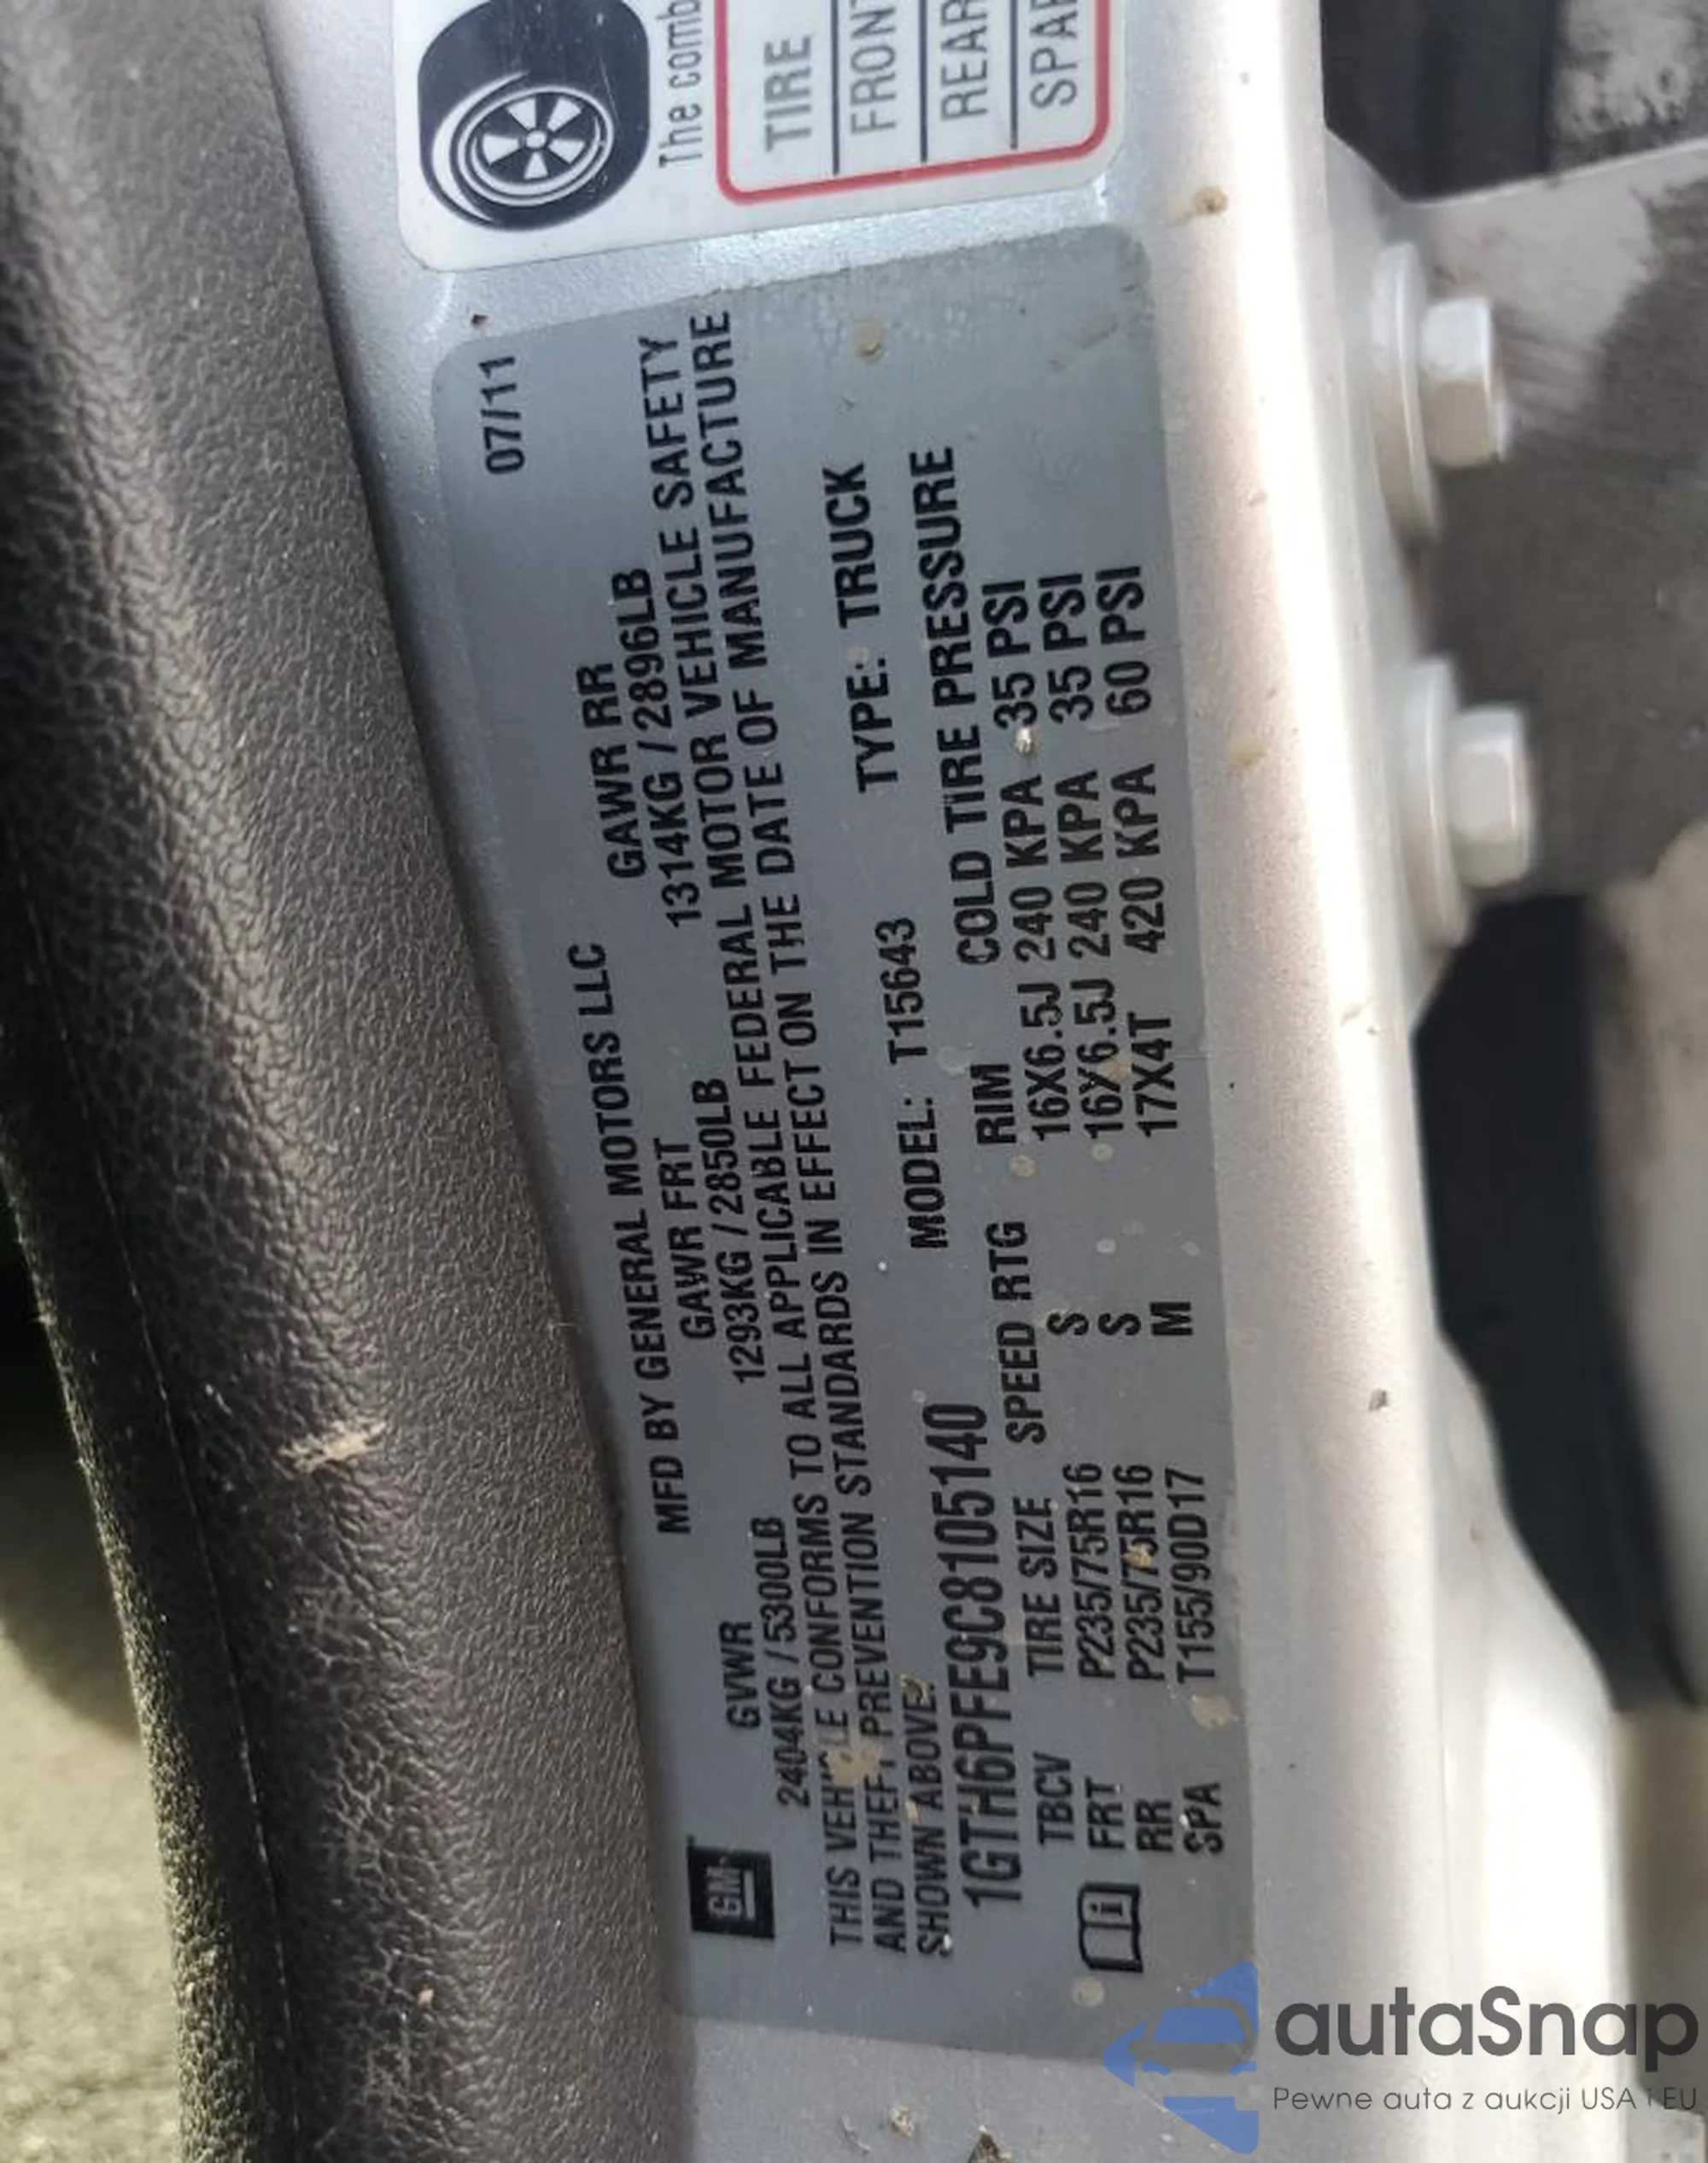 The comb
TIRE
FRONT
REAR
SPA
07/11
MFD BY GENERAL MOTORS LLC
GVWR GAWR FRT GAWR RR
2404KG / 5300LB 1293KG / 2850LB 1314KG / 2896LB
THIS VEHICLE CONFORMS TO ALL APPLICABLE FEDERAL MOTOR VEHICLE SAFETY
AND THEFT PREVENTION STANDARDS IN EFFECT ON THE DATE OF MANUFACTURE
SHOWN ABOVE.
1GTH6PFE9C8105140 MODEL: T15643 TYPE: TRUCK
TBCV TIRE SIZE SPEED RTG RIM COLD TIRE PRESSURE
FRT P235/75R16 S 16X6.5J 240 KPA 35 PSI
RR P235/75R16 S 16X6.5J 240 KPA 35 PSI
SPA T155/90D17 M 17X4T 420 KPA 60 PSI
GM
i
autaSnap
Pewne auta z aukcji USA i EU